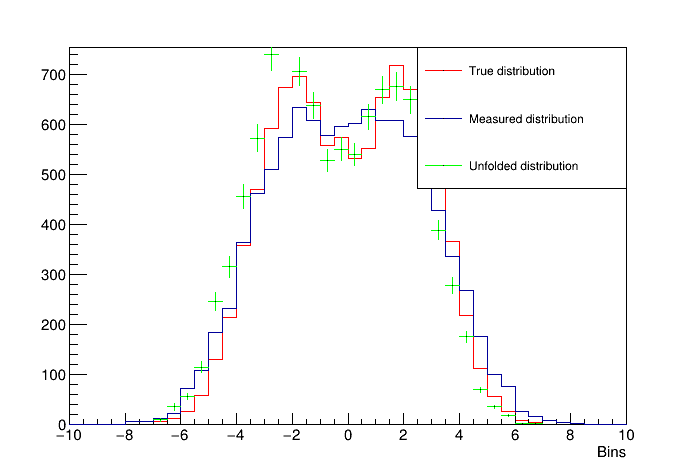 700
600
500
400
300
200
100
0
True distribution
Measured distribution
Unfolded distribution
−10 −8 −6 −4 −2 0 2 4 6 8 10
Bins